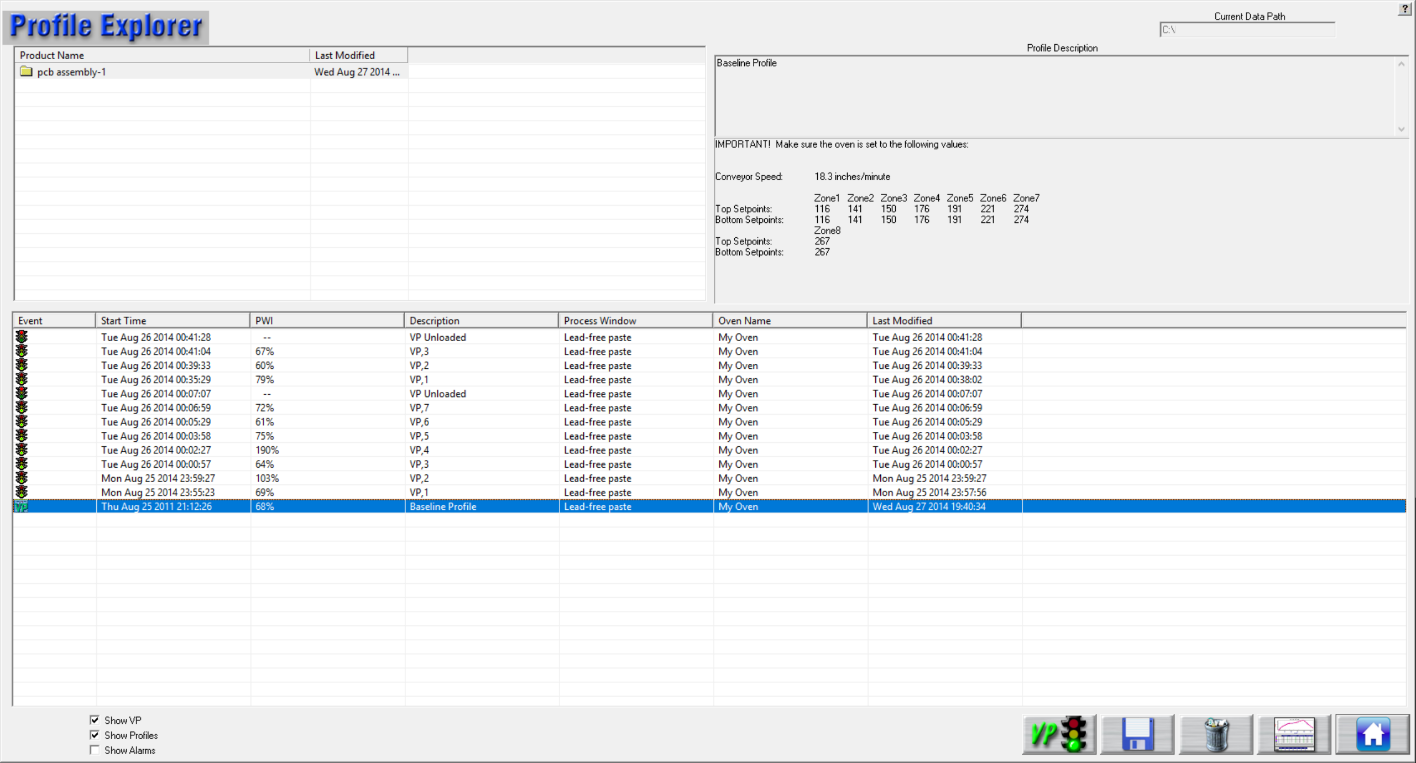 Profile Explorer
?
Current Data Path
C:\
Product Name Last Modified
pcb assembly-1 Wed Aug 27 2014 ...
Profile Description
Baseline Profile
IMPORTANT! Make sure the oven is set to the following values:
Conveyor Speed: 18.3 inches/minute
Zone1 Zone2 Zone3 Zone4 Zone5 Zone6 Zone7
Top Setpoints: 116 141 150 176 191 221 274
Bottom Setpoints: 116 141 150 176 191 221 274
Zone8
Top Setpoints: 267
Bottom Setpoints: 267
Event Start Time PWI Description Process Window Oven Name Last Modified
Tue Aug 26 2014 00:41:28 -- VP Unloaded Lead-free paste My Oven Tue Aug 26 2014 00:41:28
Tue Aug 26 2014 00:41:04 67% VP,3 Lead-free paste My Oven Tue Aug 26 2014 00:41:04
Tue Aug 26 2014 00:39:33 60% VP,2 Lead-free paste My Oven Tue Aug 26 2014 00:39:33
Tue Aug 26 2014 00:35:29 79% VP,1 Lead-free paste My Oven Tue Aug 26 2014 00:38:02
Tue Aug 26 2014 00:07:07 -- VP Unloaded Lead-free paste My Oven Tue Aug 26 2014 00:07:07
Tue Aug 26 2014 00:06:59 72% VP,7 Lead-free paste My Oven Tue Aug 26 2014 00:06:59
Tue Aug 26 2014 00:05:29 61% VP,6 Lead-free paste My Oven Tue Aug 26 2014 00:05:29
Tue Aug 26 2014 00:03:58 75% VP,5 Lead-free paste My Oven Tue Aug 26 2014 00:03:58
Tue Aug 26 2014 00:02:27 190% VP,4 Lead-free paste My Oven Tue Aug 26 2014 00:02:27
Tue Aug 26 2014 00:00:57 64% VP,3 Lead-free paste My Oven Tue Aug 26 2014 00:00:57
Mon Aug 25 2014 23:59:27 103% VP,2 Lead-free paste My Oven Mon Aug 25 2014 23:59:27
Mon Aug 25 2014 23:55:23 69% VP,1 Lead-free paste My Oven Mon Aug 25 2014 23:57:56
VP Thu Aug 25 2011 21:12:26 68% Baseline Profile Lead-free paste My Oven Wed Aug 27 2014 19:40:34
Show VP
Show Profiles
Show Alarms
VP